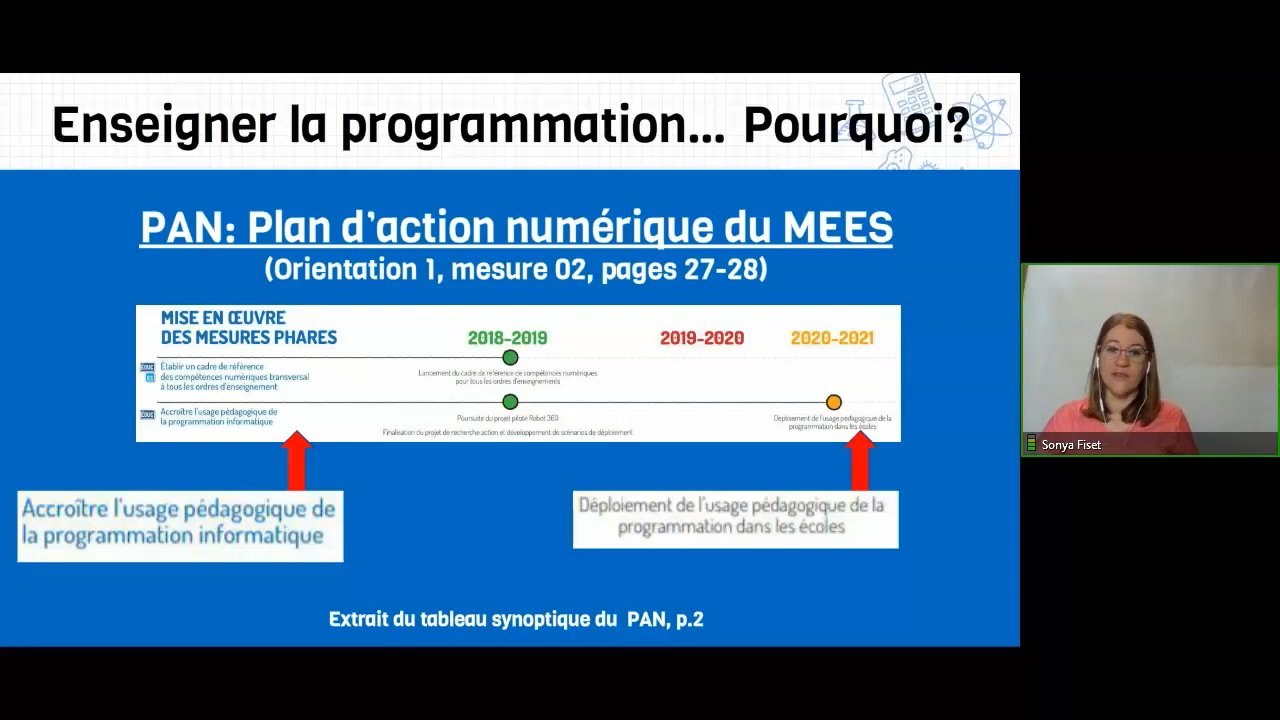 Enseigner la programmation... Pourquoi?
PAN: Plan d'action numérique du MEES
(Orientation 1, mesure 02, pages 27-28)
MISE EN ŒUVRE
DES MESURES PHARES
2018-2019
2019-2020
2020-2021
ÉDUC
ES
Établir un cadre de référence
des compétences numériques transversal
à tous les ordres d'enseignement
Lancement du cadre de référence de compétences numériques
pour tous les ordres d'enseignements
ÉDUC
Accroître l'usage pédagogique de
la programmation informatique
Poursuite du projet pilote Robot 360
Finalisation du projet de recherche action et développement de scénarios de déploiement
Déploiement de l'usage pédagogique de la
programmation dans les écoles
Accroître l'usage pédagogique de
la programmation informatique
Déploiement de l'usage pédagogique de la
programmation dans les écoles
Extrait du tableau synoptique du PAN, p.2
Sonya Fiset